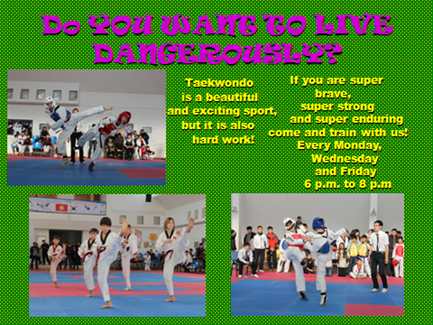 Do YOU WANT TO LIVE
DANGEROUSLY?
Taekwondo
is a beautiful
and exciting sport,
but it is also
hard work!
If you are super
brave,
super strong
and super enduring
come and train with us!
Every Monday,
Wednesday
and Friday
6 p.m. to 8 p.m